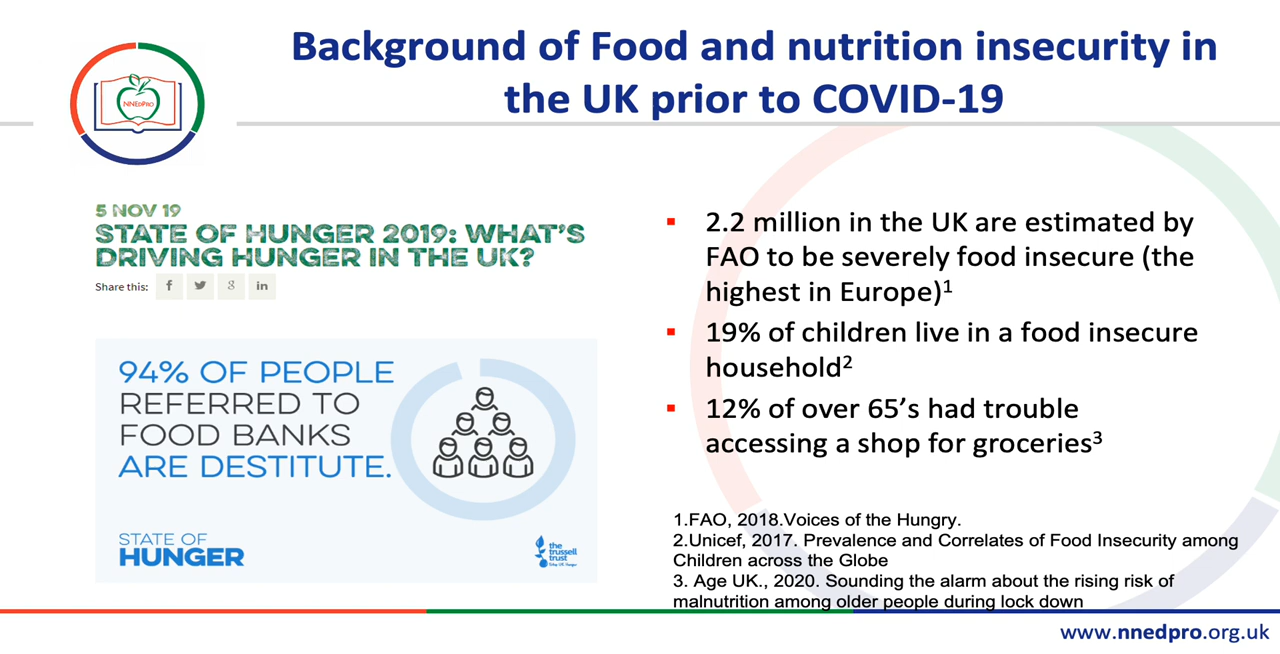 Background of Food and nutrition insecurity in
the UK prior to COVID-19
NNEdPRO
5 NOV 19
STATE OF HUNGER 2019: WHAT'S
DRIVING HUNGER IN THE UK?
Share this:
94% OF PEOPLE
REFERRED TO
FOOD BANKS
ARE DESTITUTE.
STATE OF
HUNGER
the
trussell
trust
Stop UK Hunger
▪ 2.2 million in the UK are estimated by
FAO to be severely food insecure (the
highest in Europe)¹
▪ 19% of children live in a food insecure
household²
▪ 12% of over 65's had trouble
accessing a shop for groceries³
1.FAO, 2018.Voices of the Hungry.
2.Unicef, 2017. Prevalence and Correlates of Food Insecurity among
Children across the Globe
3. Age UK., 2020. Sounding the alarm about the rising risk of
malnutrition among older people during lock down
www.nnedpro.org.uk